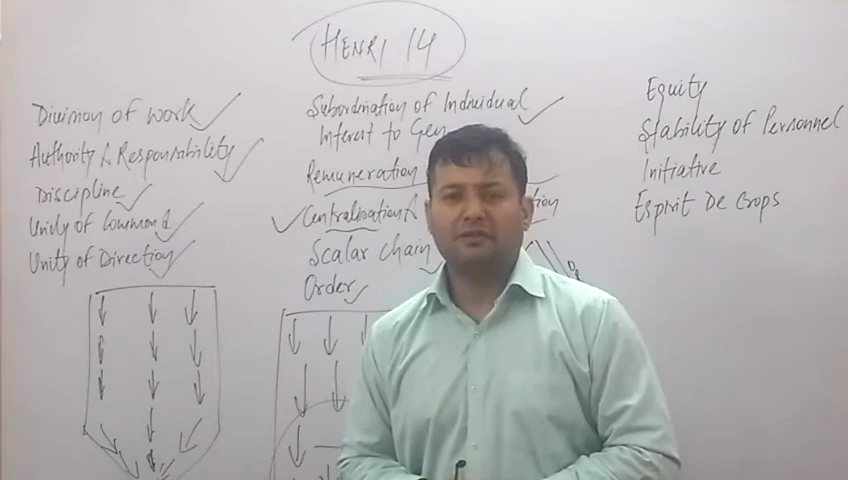 HENRI 14
Division of work
Authority & Responsibility
Discipline
Unity of Command
Unity of Direction
Subordination of Individual
Interest to Gen
Remuneration
Centralisation &
Scalar chain
Order
Equity
Stability of Personnel
Initiative
Esprit De Crops